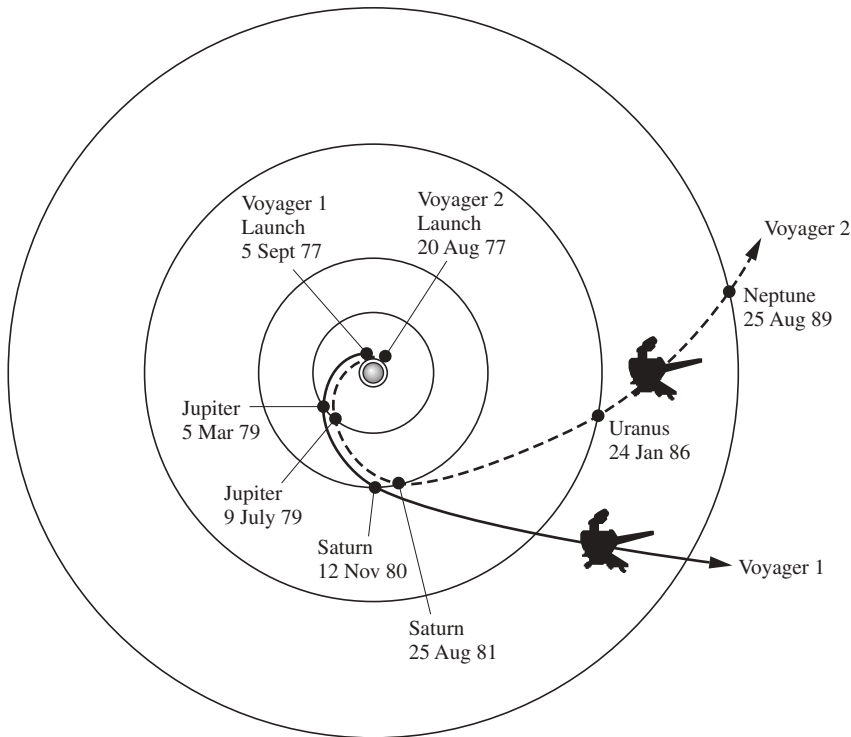 Voyager 1
Launch
5 Sept 77
Voyager 2
Launch
20 Aug 77
Voyager 2
Neptune
25 Aug 89
Jupiter
5 Mar 79
Uranus
24 Jan 86
Jupiter
9 July 79
Saturn
12 Nov 80
Voyager 1
Saturn
25 Aug 81